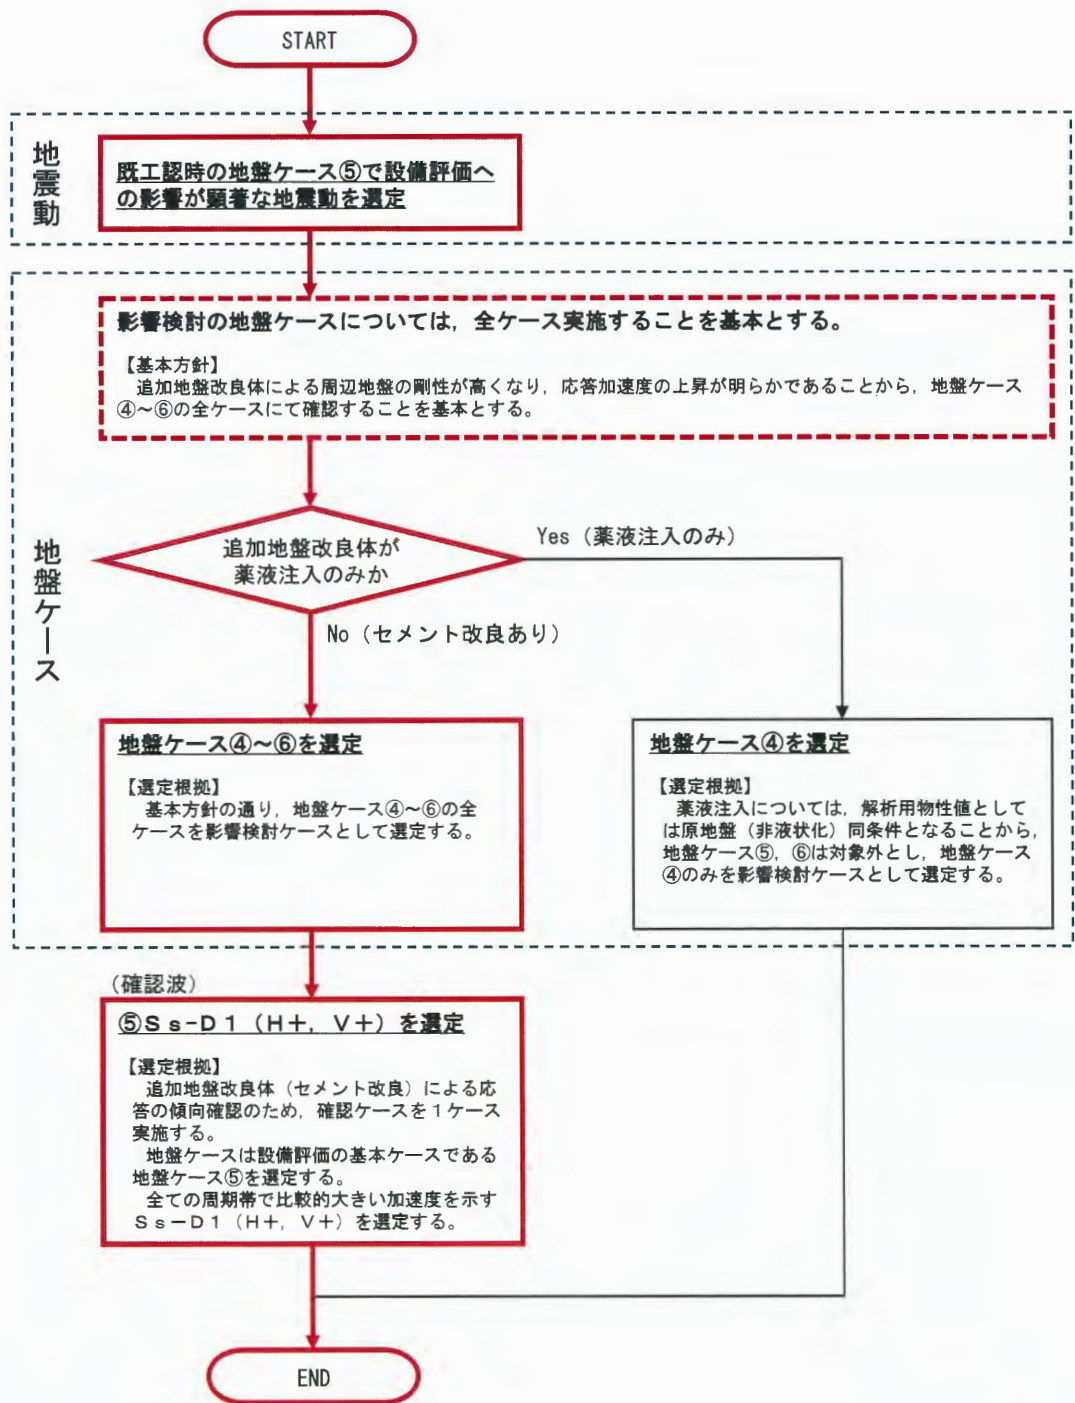 START
地震動
既工認時の地盤ケース⑤で設備評価へ
の影響が顕著な地震動を選定
地盤ケース
影響検討の地盤ケースについては，全ケース実施することを基本とする。
【基本方針】
追加地盤改良体による周辺地盤の剛性が高くなり，応答加速度の上昇が明らかであることから，地盤ケース
④～⑥の全ケースにて確認することを基本とする。
追加地盤改良体が
薬液注入のみか
Yes（薬液注入のみ）
No（セメント改良あり）
地盤ケース④～⑥を選定
【選定根拠】
基本方針の通り，地盤ケース④～⑥の全
ケースを影響検討ケースとして選定する。
地盤ケース④を選定
【選定根拠】
薬液注入については，解析用物性値として
は原地盤（非液状化）同条件となることから，
地盤ケース⑤，⑥は対象外とし，地盤ケース
④のみを影響検討ケースとして選定する。
（確認波）
⑤Ｓｓ-Ｄ１（Ｈ＋，Ｖ＋）を選定
【選定根拠】
追加地盤改良体（セメント改良）による応
答の傾向確認のため，確認ケースを１ケース
実施する。
地盤ケースは設備評価の基本ケースである
地盤ケース⑤を選定する。
全ての周期帯で比較的大きい加速度を示す
Ｓｓ－Ｄ１（Ｈ＋，Ｖ＋）を選定する。
END